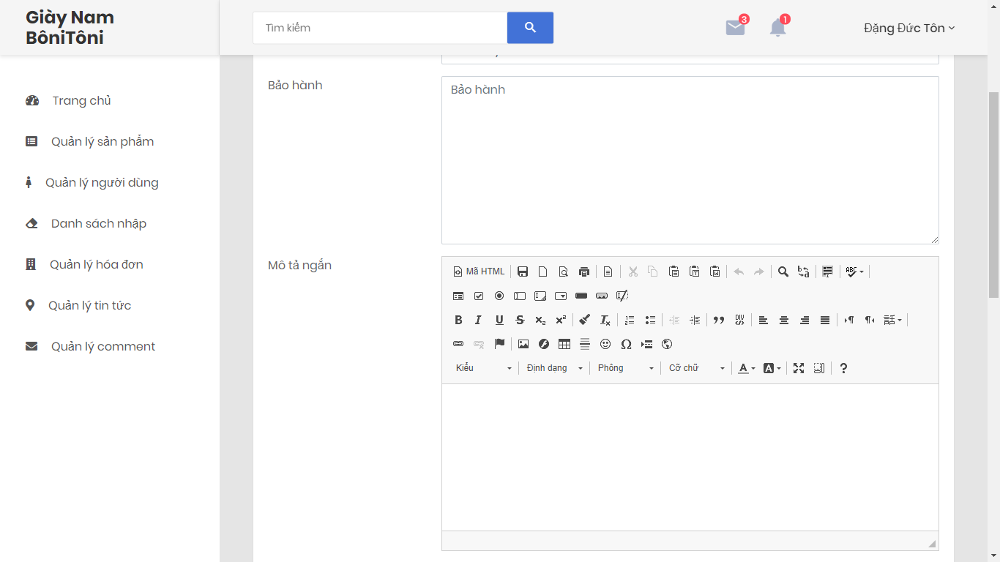 Giày Nam
BôniTôni
Tìm kiếm
3
1
Đặng Đức Tôn
Trang chủ
Quản lý sản phẩm
Quản lý người dùng
Danh sách nhập
Quản lý hóa đơn
Quản lý tin tức
Quản lý comment
Bảo hành
Bảo hành
Mô tả ngắn
Mã HTML
Kiểu
Định dạng
Phông
Cỡ chữ